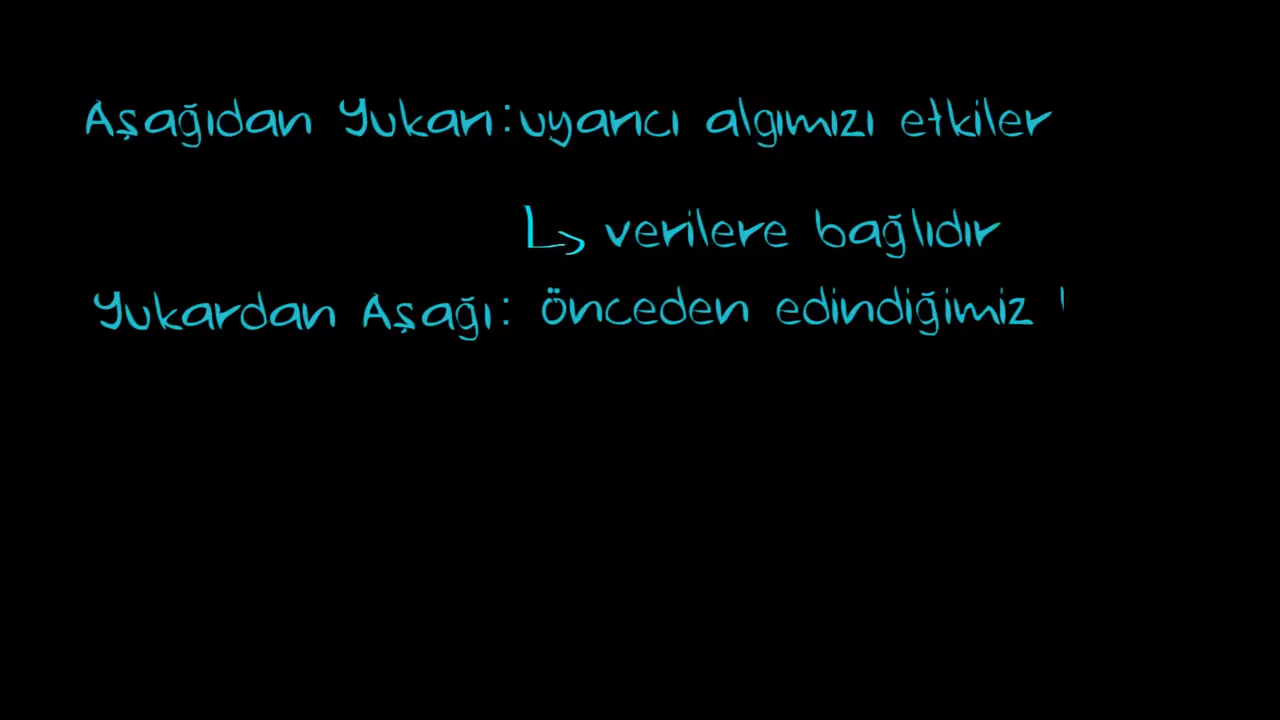 Aşağıdan Yukarı:uyarıcı algımızı etkiler
↳ verilere bağlıdır
Yukardan Aşağı: önceden edindiğimiz